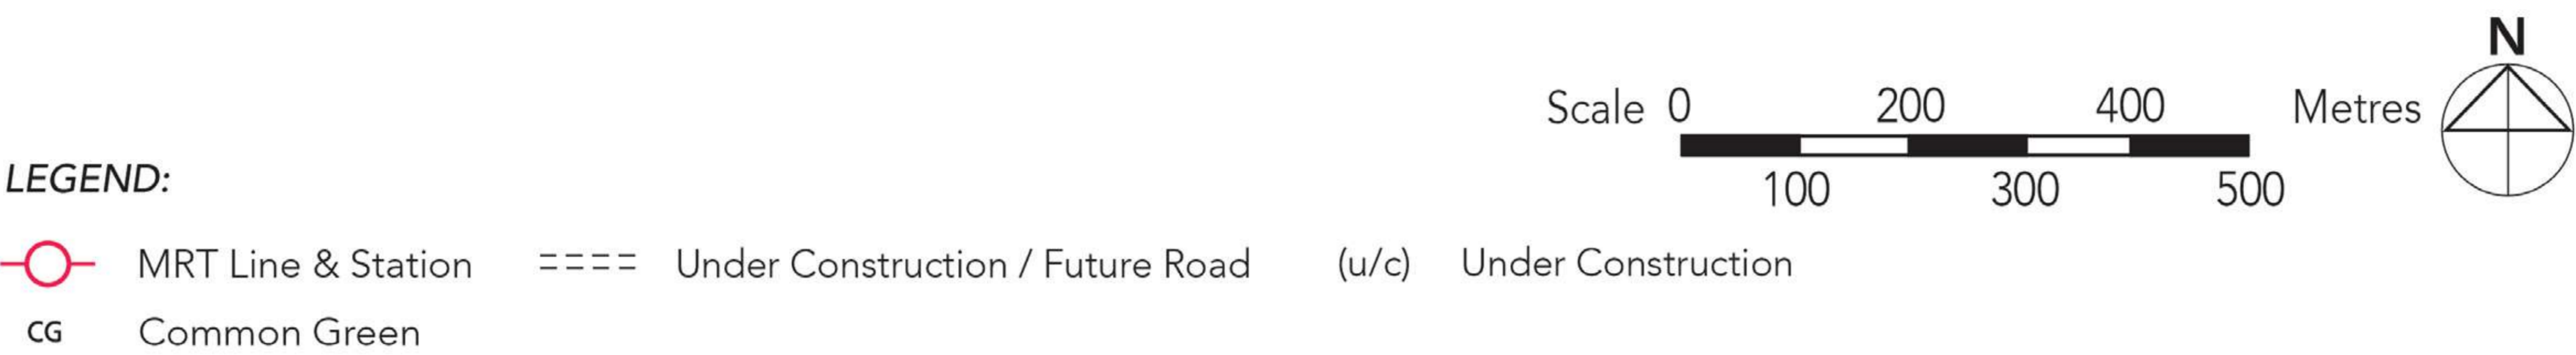 N
Scale 0 200 400 Metres
100 300 500
LEGEND:
MRT Line & Station Under Construction / Future Road (u/c) Under Construction
CG Common Green